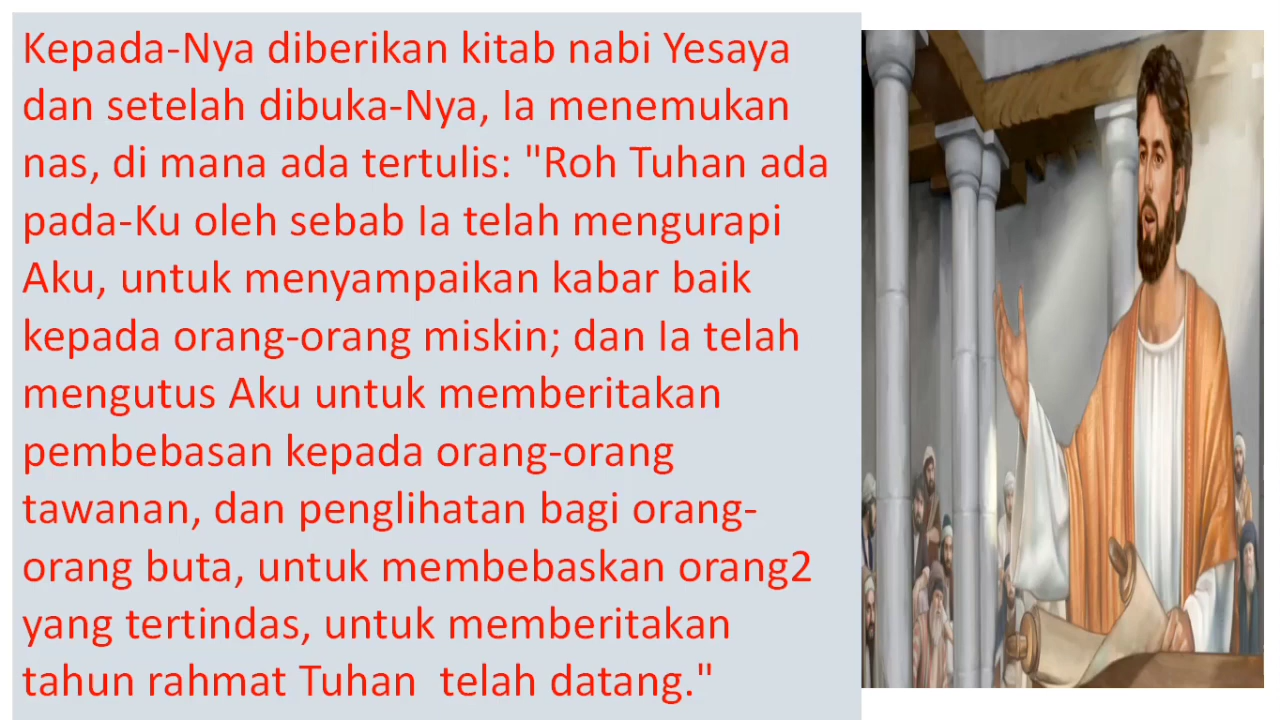 Kepada-Nya diberikan kitab nabi Yesaya
dan setelah dibuka-Nya, Ia menemukan
nas, di mana ada tertulis: "Roh Tuhan ada
pada-Ku oleh sebab Ia telah mengurapi
Aku, untuk menyampaikan kabar baik
kepada orang-orang miskin; dan Ia telah
mengutus Aku untuk memberitakan
pembebasan kepada orang-orang
tawanan, dan penglihatan bagi orang-
orang buta, untuk membebaskan orang2
yang tertindas, untuk memberitakan
tahun rahmat Tuhan  telah datang."